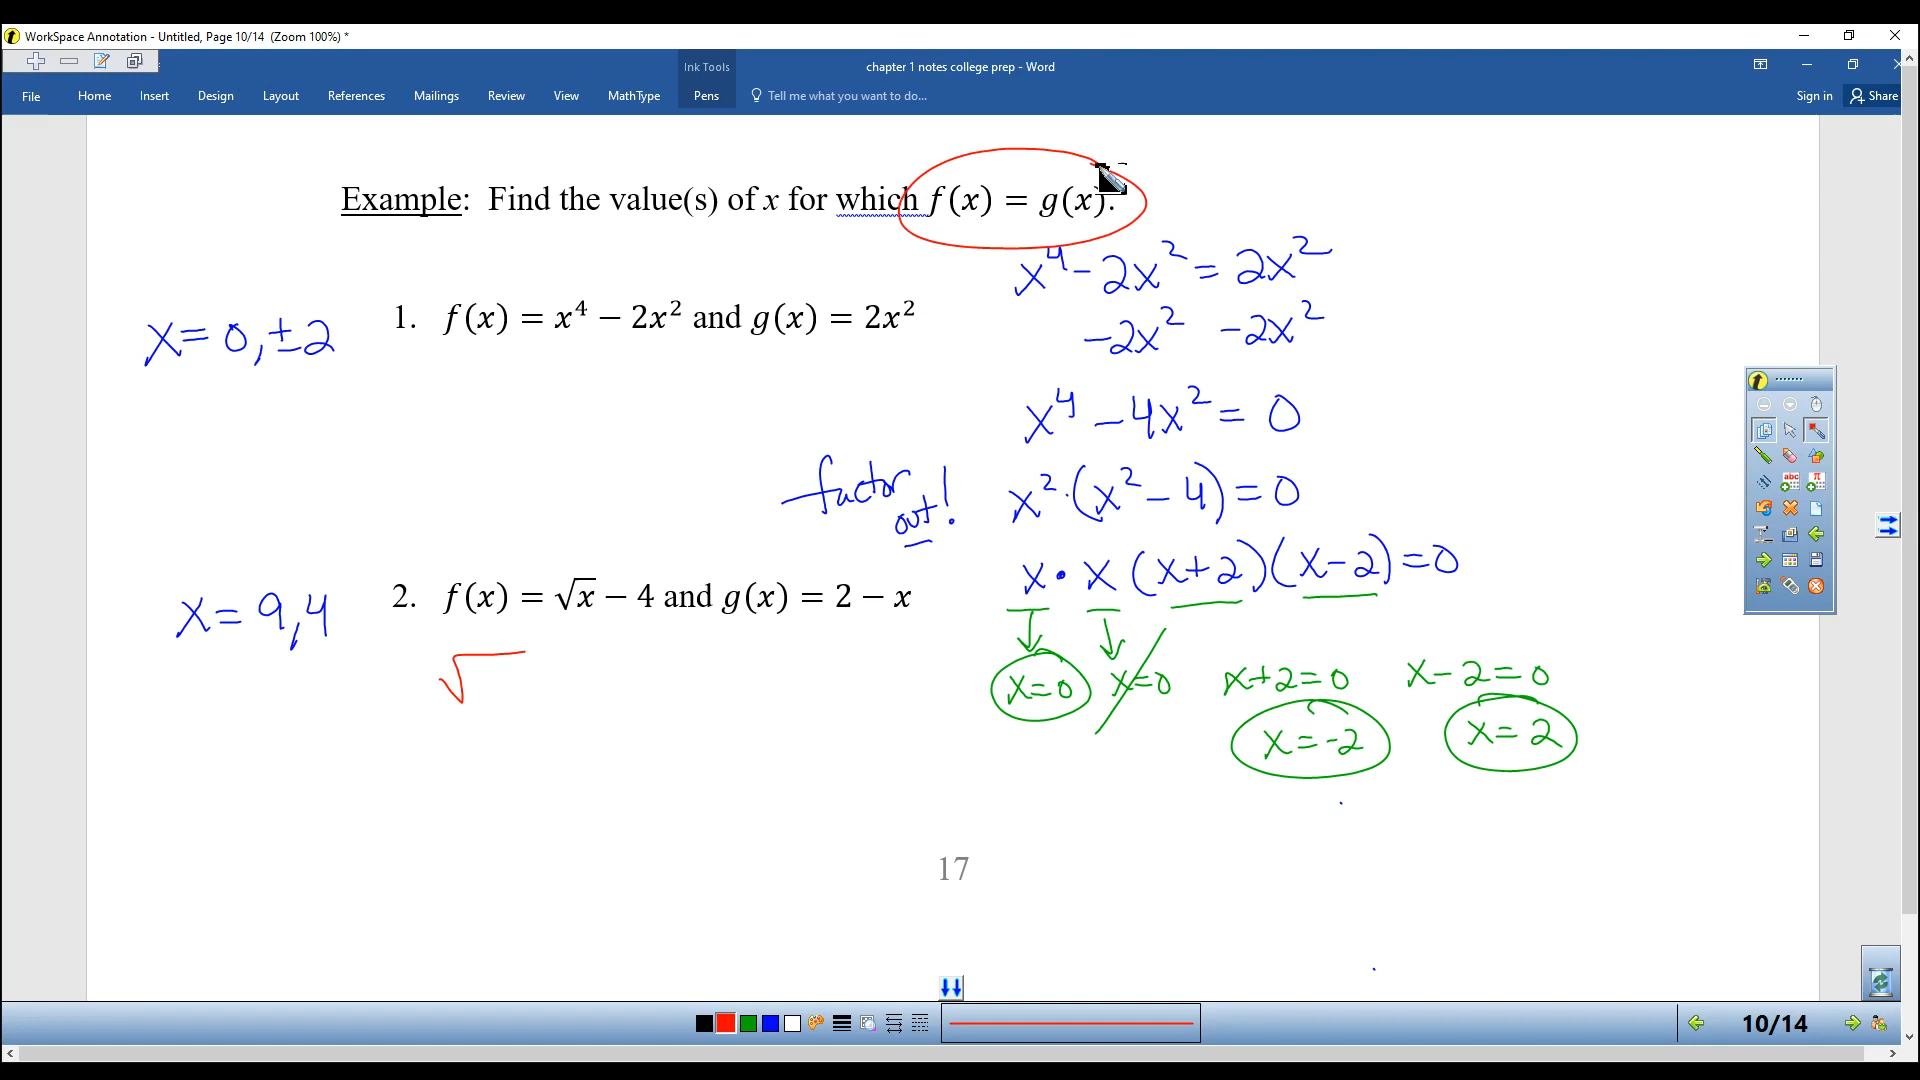 WorkSpace Annotation - Untitled, Page 10/14 (Zoom 100%) *
Ink Tools
chapter 1 notes college prep - Word
File Home Insert Design Layout References Mailings Review View MathType Pens Tell me what you want to do... Sign in Share
Example: Find the value(s) of x for which f(x) = g(x).
x⁴ - 2x² = 2x²
-2x² -2x²
1. f(x) = x⁴ − 2x² and g(x) = 2x²
x = 0, ±2
x⁴ - 4x² = 0
factor out!
x² · (x² - 4) = 0
x • x (x+2)(x-2) = 0
2. f(x) = √x − 4 and g(x) = 2 − x
x = 9, 4
√
x=0 x=0 x+2=0 x-2=0
x=-2 x=2
17
10/14